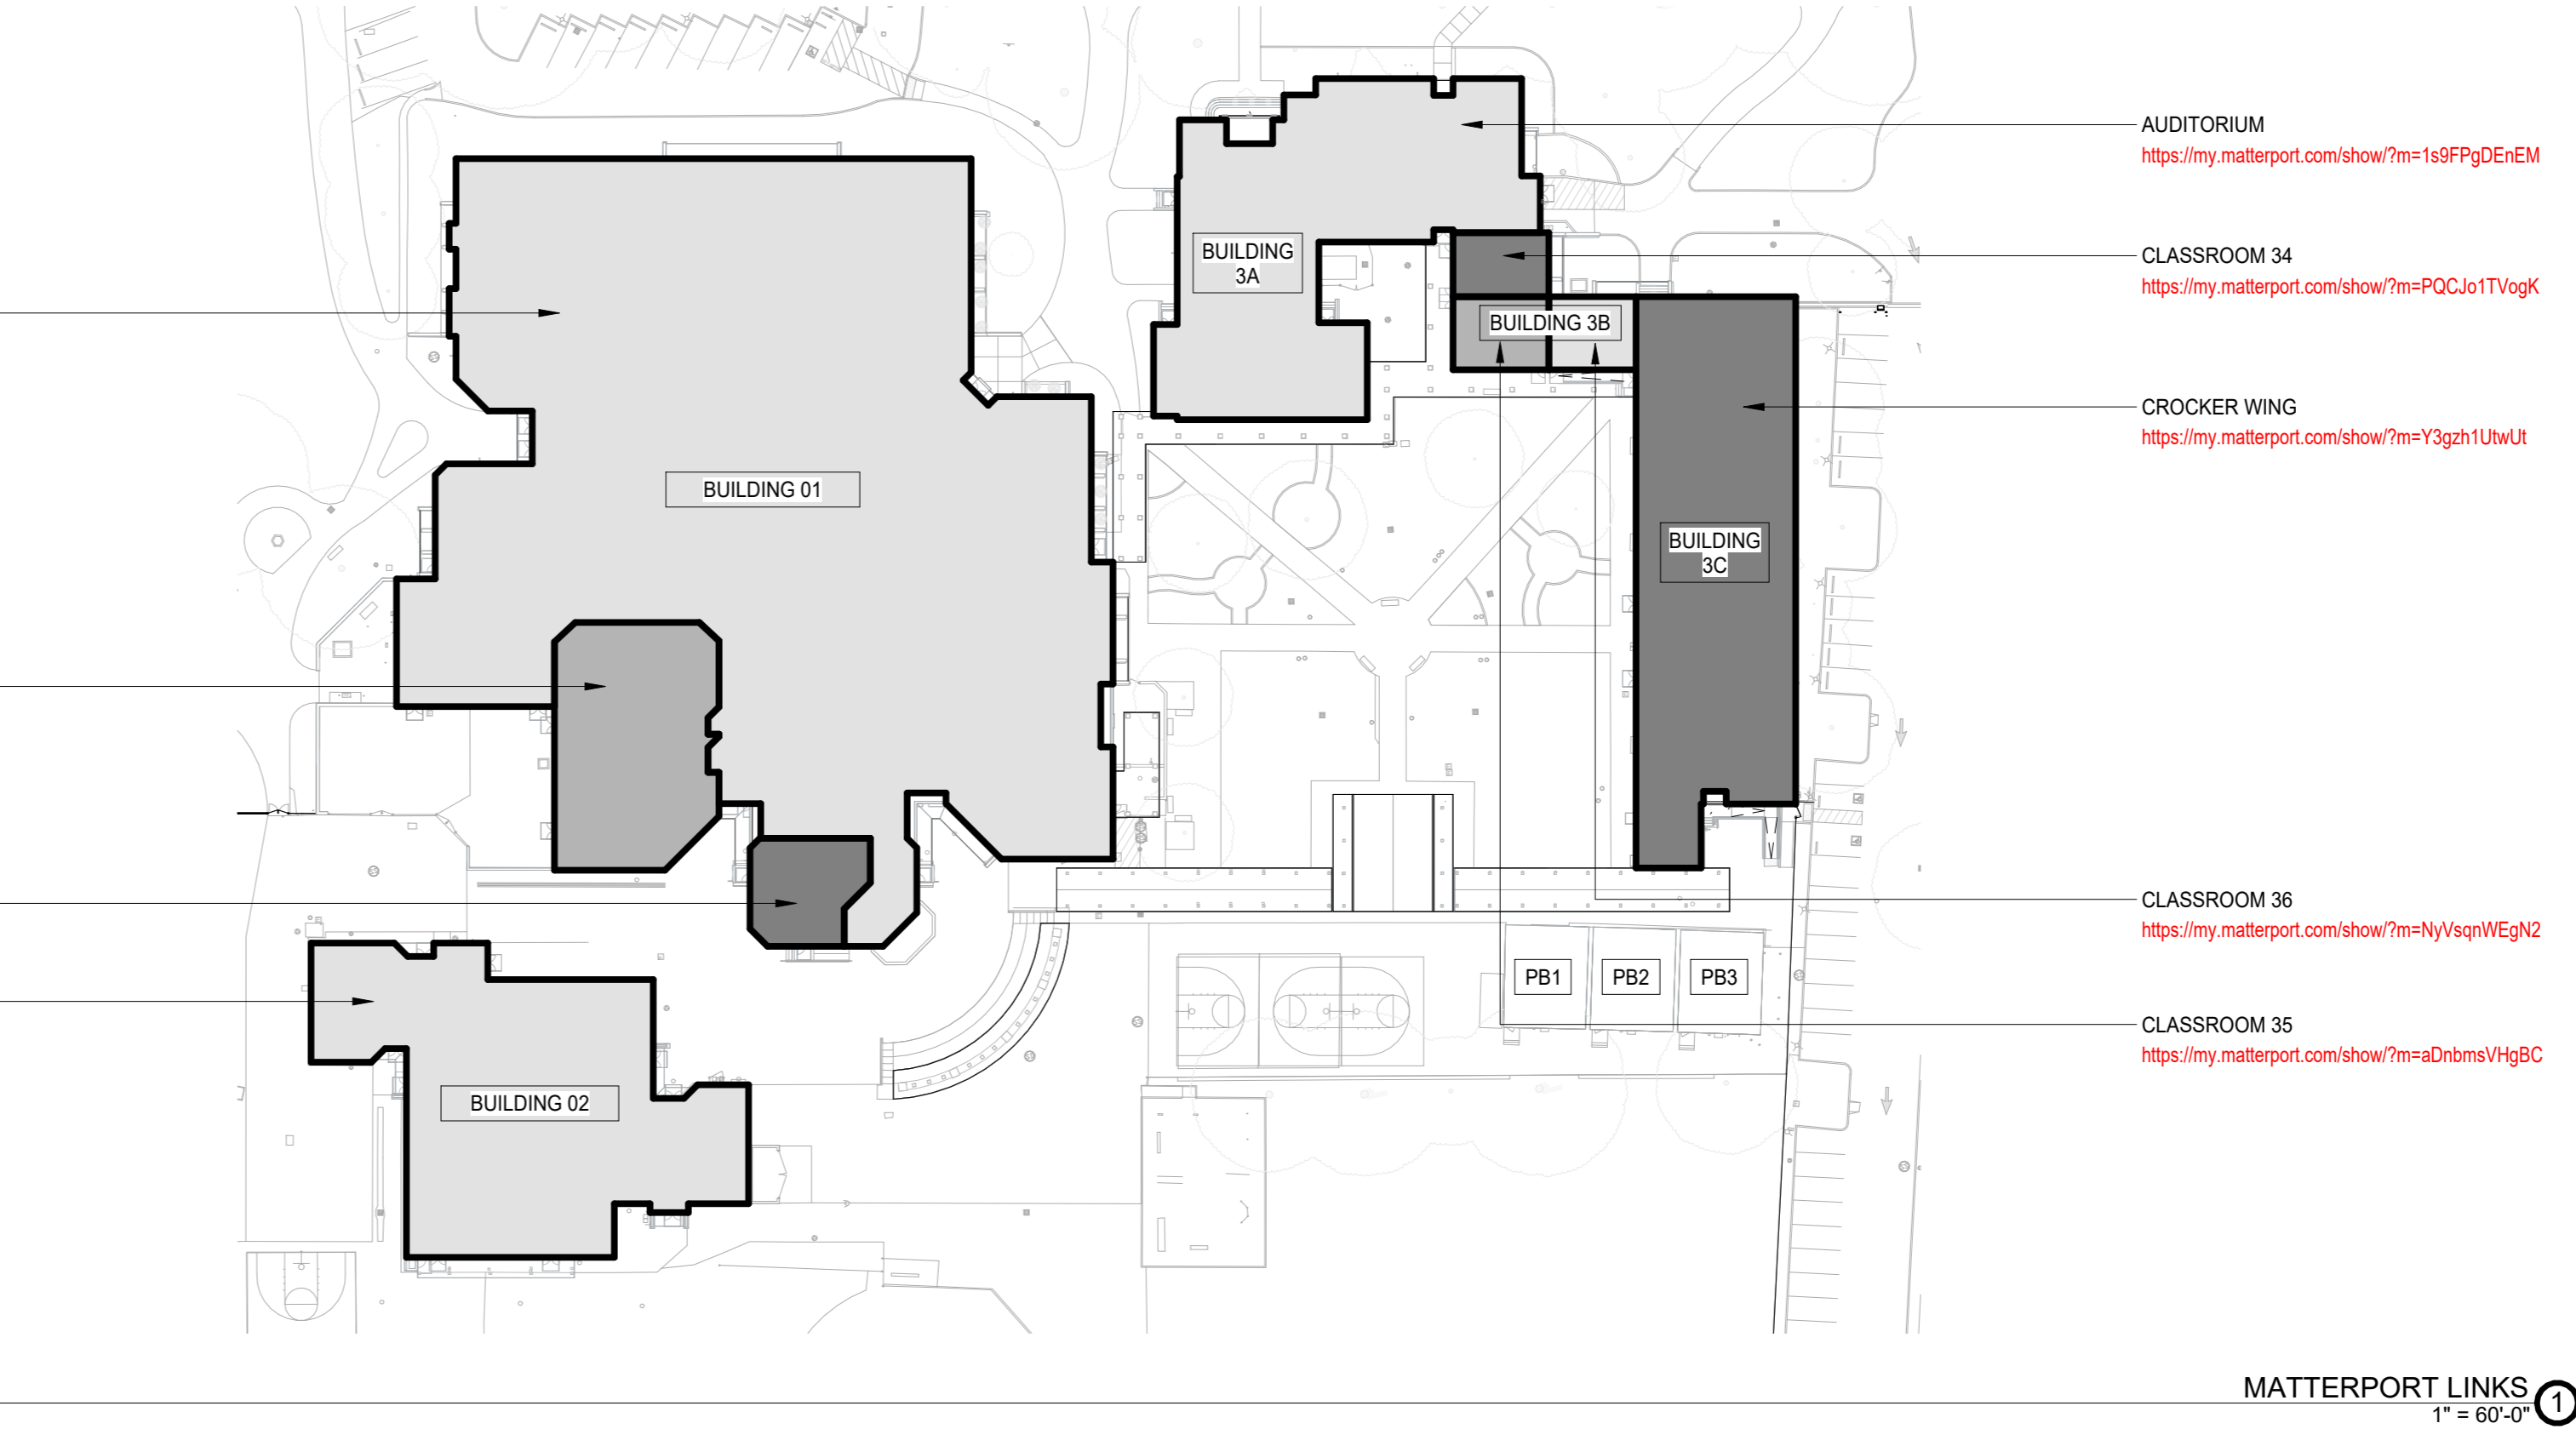 AUDITORIUM
https://my.matterport.com/show/?m=1s9FPgDEnEM
BUILDING
3A
CLASSROOM 34
https://my.matterport.com/show/?m=PQCJo1TVogK
BUILDING 3B
CROCKER WING
https://my.matterport.com/show/?m=Y3gzh1UtwUt
BUILDING 01
BUILDING
3C
CLASSROOM 36
https://my.matterport.com/show/?m=NyVsqnWEgN2
PB1
PB2
PB3
CLASSROOM 35
https://my.matterport.com/show/?m=aDnbmsVHgBC
BUILDING 02
MATTERPORT LINKS
1" = 60'-0"
1